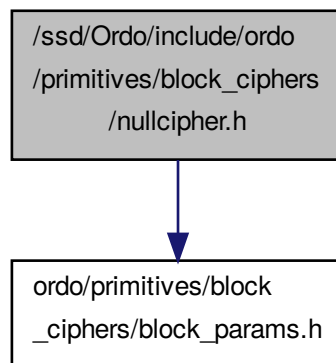 /ssd/Ordo/include/ordo
/primitives/block_ciphers
/nullcipher.h
ordo/primitives/block
_ciphers/block_params.h